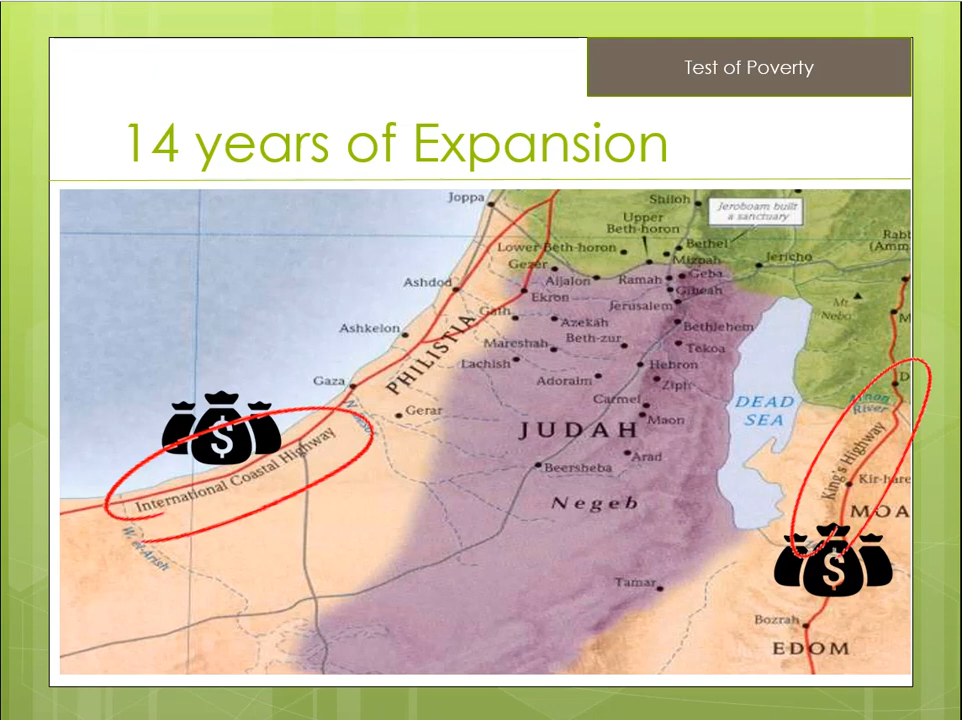 Test of Poverty
14 years of Expansion
Joppa
Shiloh
Jeroboam built
a sanctuary
Upper
Beth-horon
Lower Beth-horon
Bethel
Mizpah
Rabb
(Amm
Gezer
Jericho
Aijalon
Ramah
Geba
Gibeah
Ashdod
Ekron
Jerusalem
Mt.
Nebo
Gath
Azekah
Ashkelon
Bethlehem
PHILISTIA
Mareshah
Beth-zur
Tekoa
Lachish
Hebron
Gaza
Adoraim
Ziph
D
Carmel
DEAD
SEA
Arnon
River
Gerar
Maon
JUDAH
$
International Coastal Highway
King's Highway
Arad
Beersheba
Kir-hare
Negeb
MOA
W. el-Arish
$
Tamar
Bozrah
EDOM